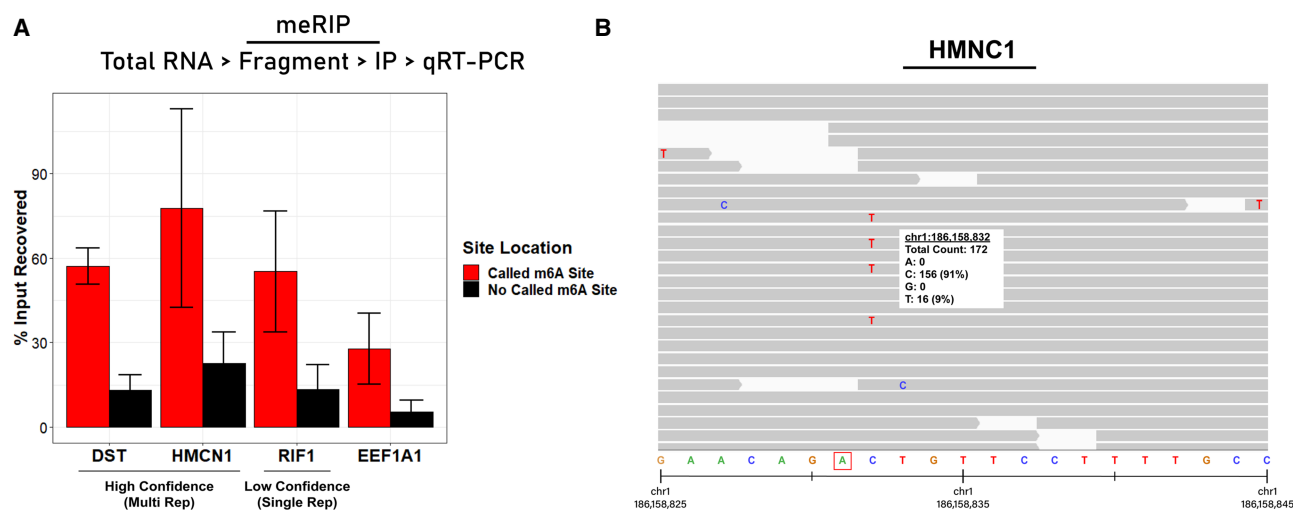 A
meRIP
Total RNA > Fragment > IP > qRT-PCR
% Input Recovered
90
60
30
0
DST
HMCN1
RIF1
EEF1A1
High Confidence
(Multi Rep)
Low Confidence
(Single Rep)
Site Location
Called m6A Site
No Called m6A Site
B
HMNC1
T
C
T
T
T
T
chr1:186,158,832
Total Count: 172
A: 0
C: 156 (91%)
G: 0
T: 16 (9%)
T
C
G A A C A G A C T G T T C C T T T T G C C
chr1
186,158,825
chr1
186,158,835
chr1
186,158,845